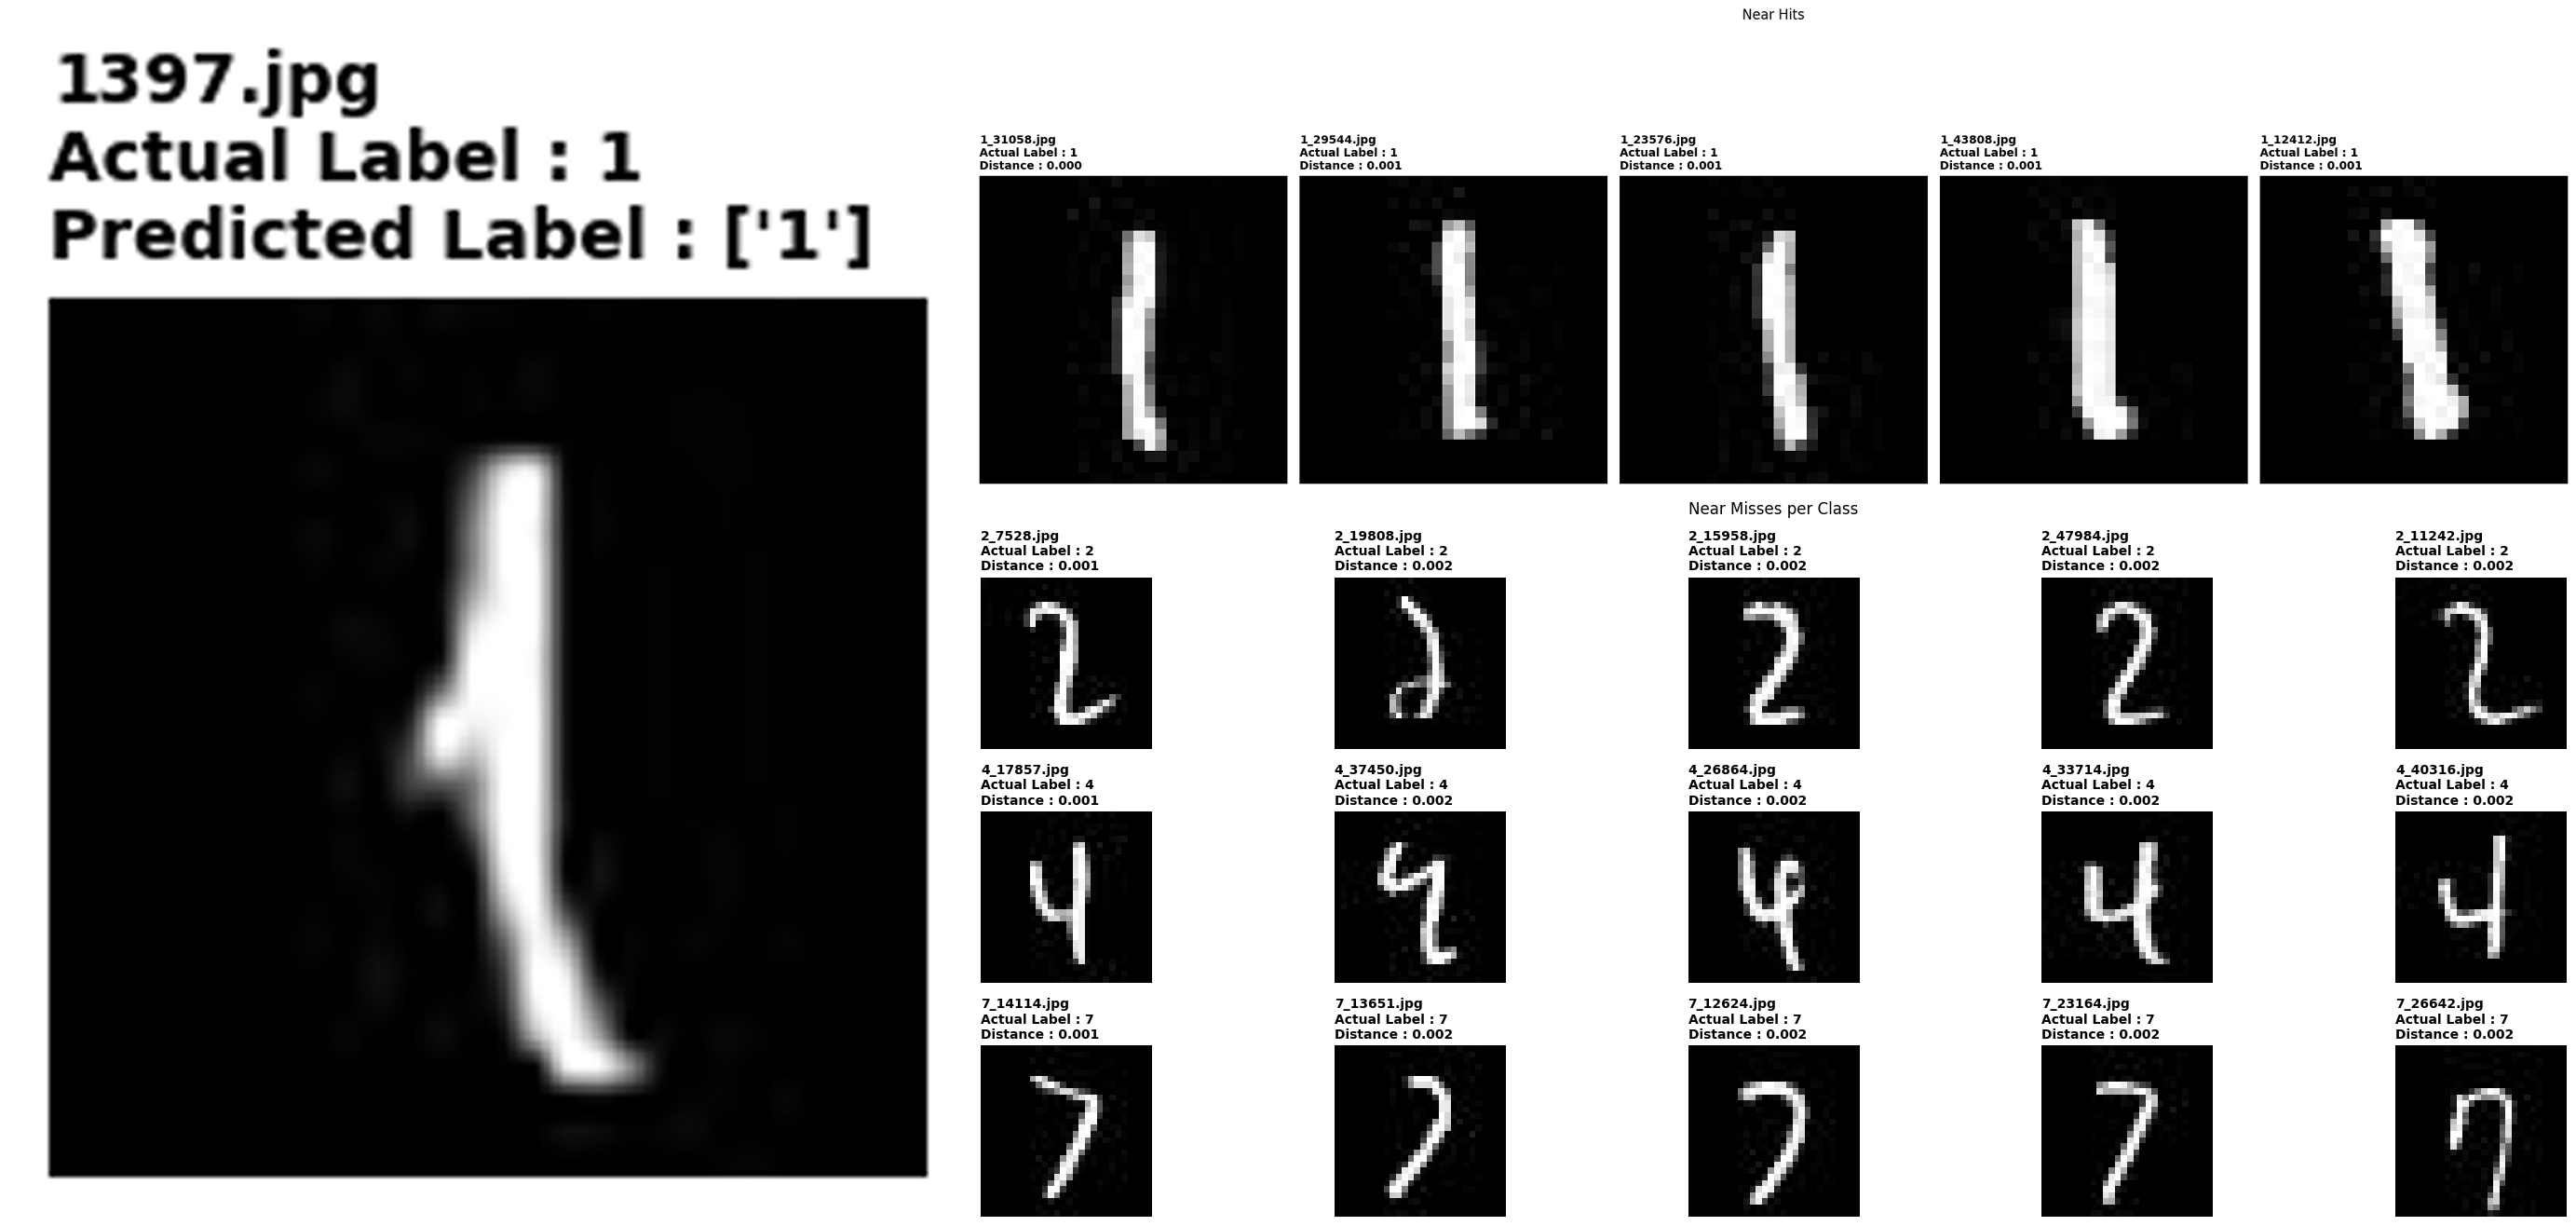 1397.jpg
Actual Label : 1
Predicted Label : ['1']
Near Hits
1_31058.jpg
Actual Label : 1
Distance : 0.000
1_29544.jpg
Actual Label : 1
Distance : 0.001
1_23576.jpg
Actual Label : 1
Distance : 0.001
1_43808.jpg
Actual Label : 1
Distance : 0.001
1_12412.jpg
Actual Label : 1
Distance : 0.001
Near Misses per Class
2_7528.jpg
Actual Label : 2
Distance : 0.001
2_19808.jpg
Actual Label : 2
Distance : 0.002
2_15958.jpg
Actual Label : 2
Distance : 0.002
2_47984.jpg
Actual Label : 2
Distance : 0.002
2_11242.jpg
Actual Label : 2
Distance : 0.002
4_17857.jpg
Actual Label : 4
Distance : 0.001
4_37450.jpg
Actual Label : 4
Distance : 0.002
4_26864.jpg
Actual Label : 4
Distance : 0.002
4_33714.jpg
Actual Label : 4
Distance : 0.002
4_40316.jpg
Actual Label : 4
Distance : 0.002
7_14114.jpg
Actual Label : 7
Distance : 0.001
7_13651.jpg
Actual Label : 7
Distance : 0.002
7_12624.jpg
Actual Label : 7
Distance : 0.002
7_23164.jpg
Actual Label : 7
Distance : 0.002
7_26642.jpg
Actual Label : 7
Distance : 0.002